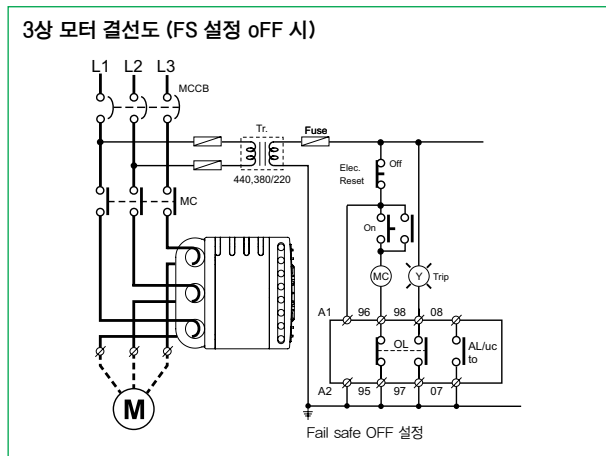 3상 모터 결선도 (FS 설정 oFF 시)
L1 L2 L3
MCCB
Tr.
Fuse
440,380/220
Elec.
Reset
Off
MC
On
MC
Y
Trip
A1 96 98 08
OL
AL/uc
to
A2 95 97 07
M
Fail safe OFF 설정